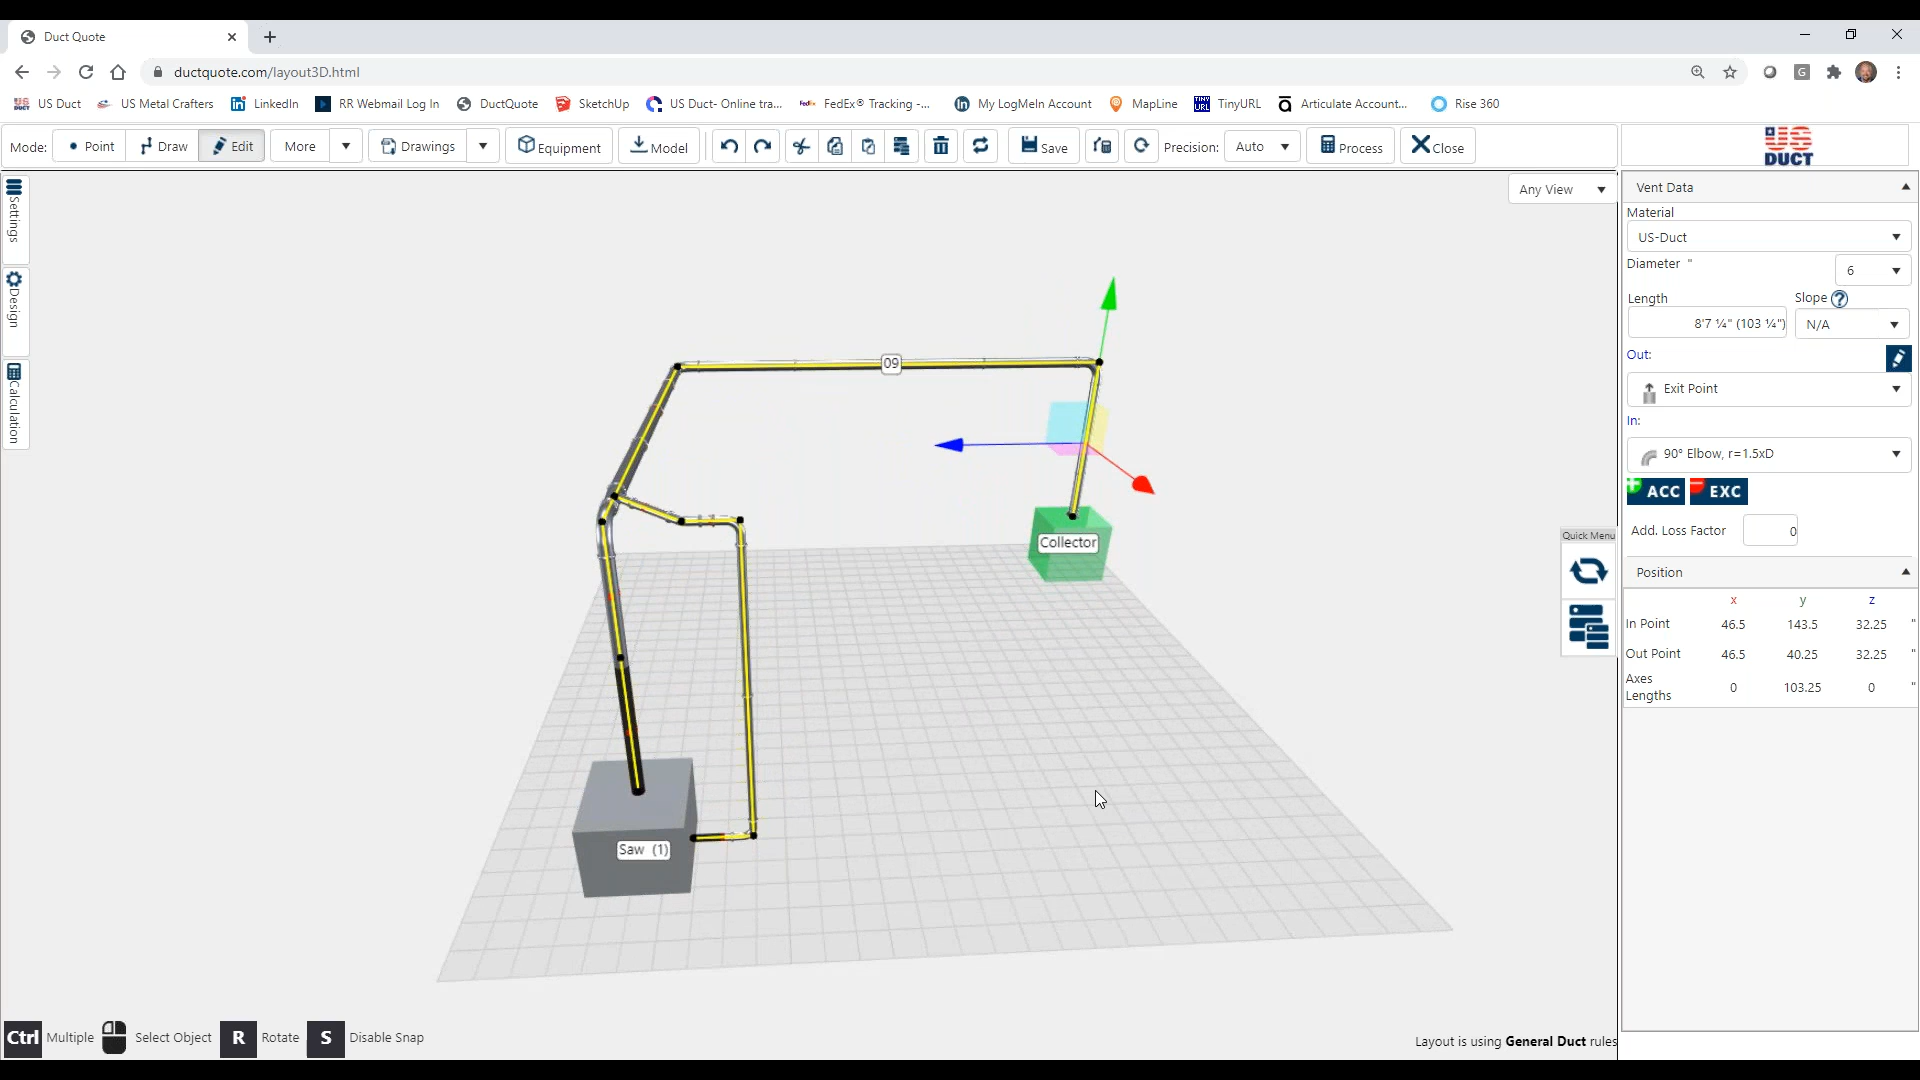 Duct Quote
ductquote.com/layout3D.html
US Duct
US Metal Crafters
LinkedIn
RR Webmail Log In
DuctQuote
SketchUp
US Duct- Online tra...
FedEx® Tracking -...
My LogMeIn Account
MapLine
TinyURL
Articulate Account...
Rise 360
Mode:
Point
Draw
Edit
More
Drawings
Equipment
Model
Save
Precision:
Auto
Process
Close
US
DUCT
Settings
Design
Calculation
Any View
Vent Data
Material
US-Duct
Diameter "
6
Length
Slope
8'7 ¼" (103 ¼")
N/A
Out:
Exit Point
In:
90° Elbow, r=1.5xD
ACC
EXC
Add. Loss Factor
0
Quick Menu
Position
x y z
In Point 46.5 143.5 32.25 "
Out Point 46.5 40.25 32.25 "
Axes
Lengths 0 103.25 0 "
09
Collector
Saw (1)
Ctrl Multiple
Select Object
R Rotate
S Disable Snap
Layout is using General Duct rules